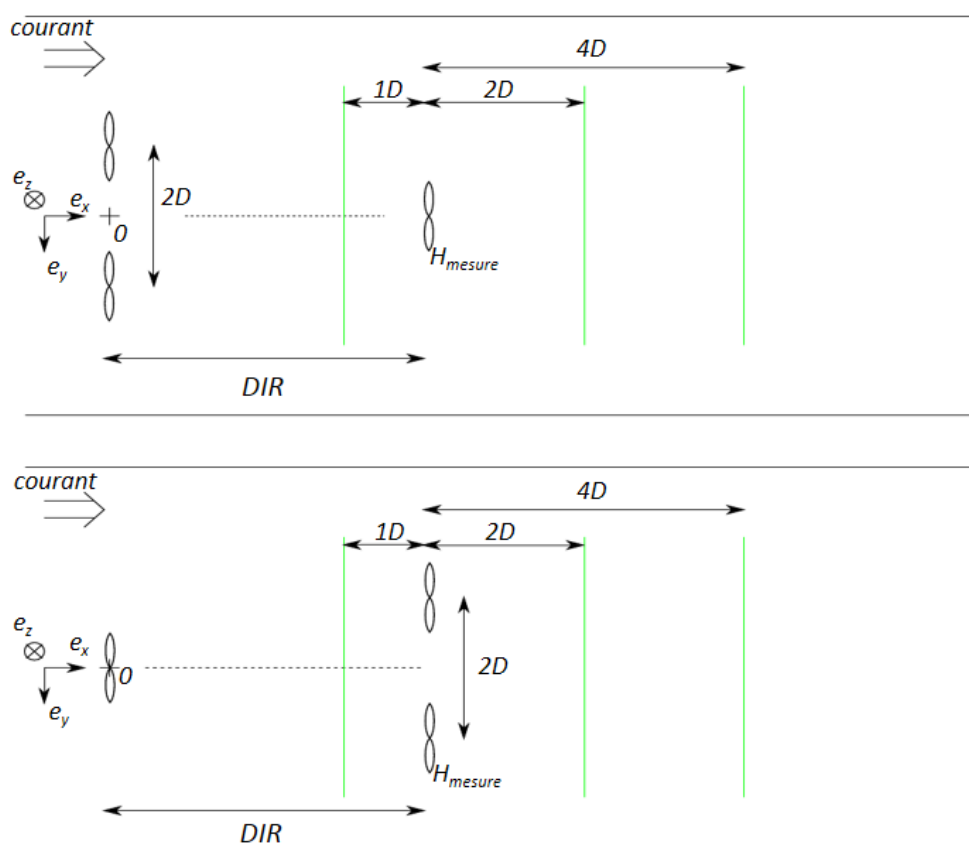 courant
4D
1D
2D
e_z
e_x
2D
0
e_y
H_mesure
DIR
courant
4D
1D
2D
e_z
e_x
0
2D
e_y
H_mesure
DIR